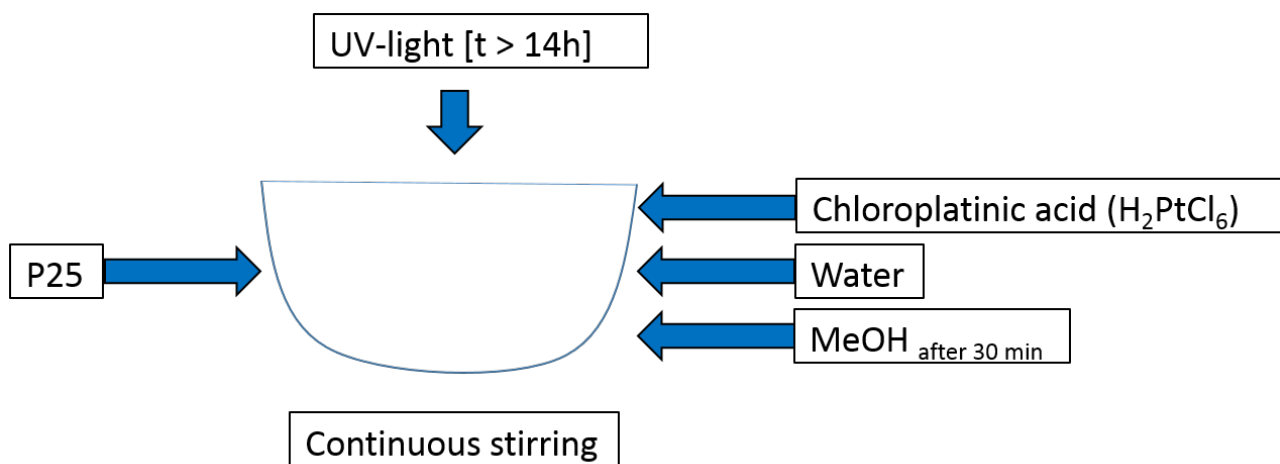 UV-light [t > 14h]
Chloroplatinic acid (H₂PtCl₆)
P25
Water
MeOH after 30 min
Continuous stirring